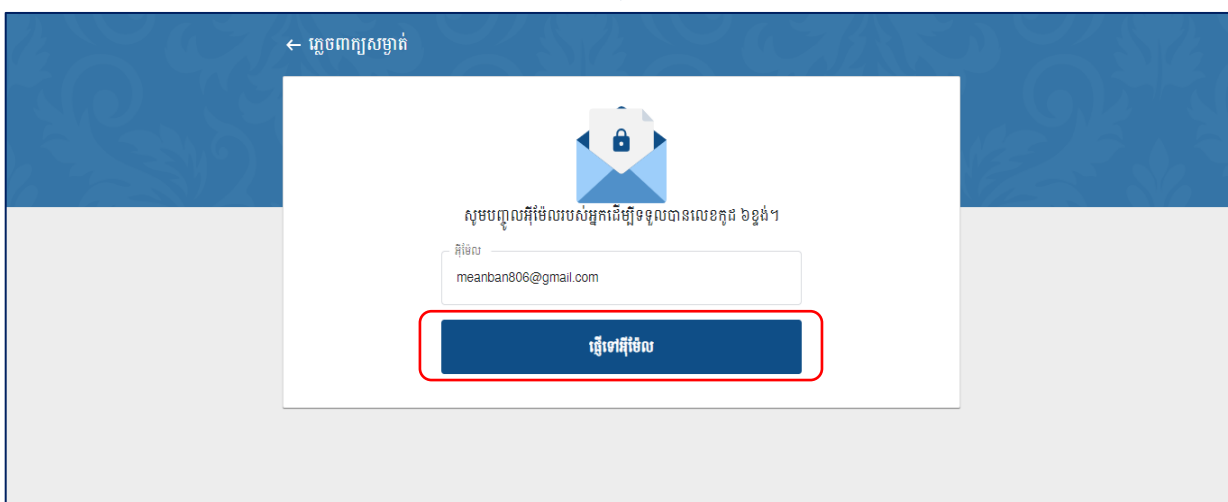 ← ភ្លេចពាក្យសម្ងាត់
សូមបញ្ចូលអ៊ីម៉ែលរបស់អ្នកដើម្បីទទួលបានលេខកូដ ៦ខ្ទង់។
អ៊ីម៉ែល
meanban806@gmail.com
ផ្ញើទៅអ៊ីម៉ែល